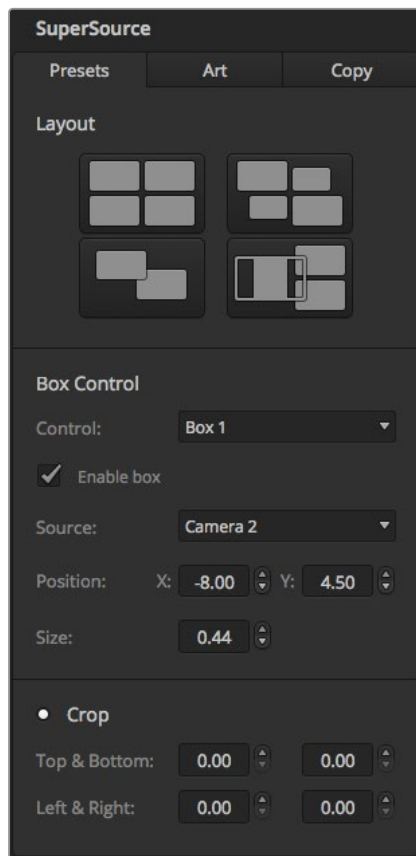 SuperSource
Presets Art Copy
Layout
Box Control
Control: Box 1
Enable box
Source: Camera 2
Position: X: -8.00 Y: 4.50
Size: 0.44
Crop
Top & Bottom: 0.00 0.00
Left & Right: 0.00 0.00